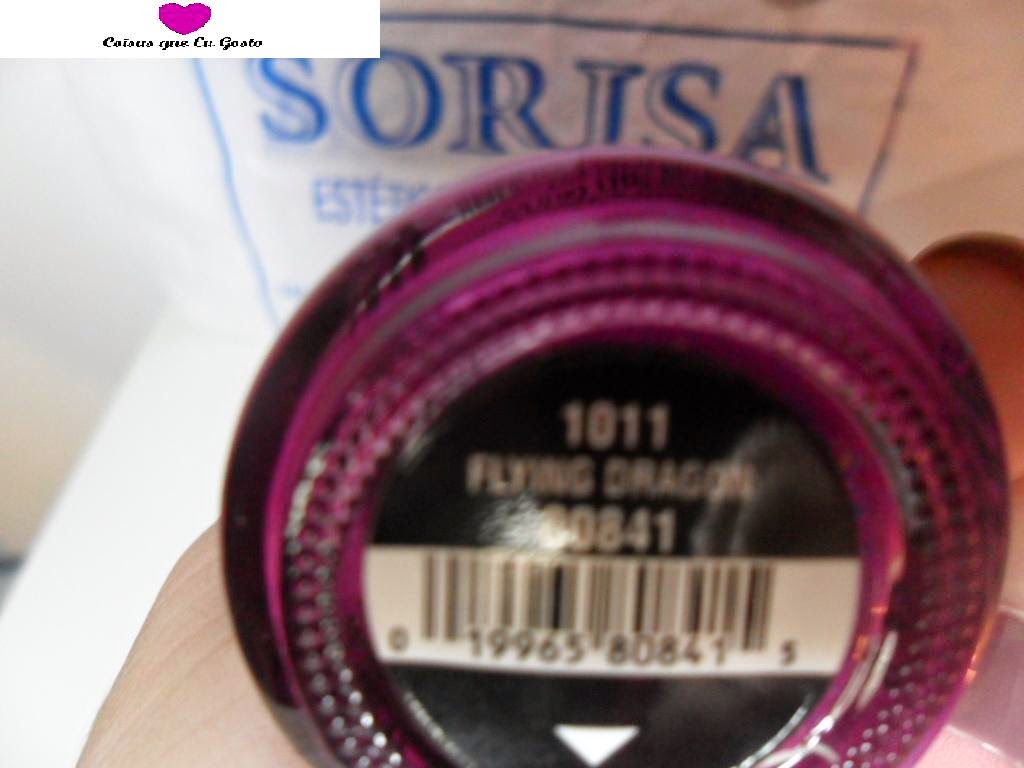 Coisas que Eu Gosto
SORISA
1011
FLYING DRAGON
80841
0 19965 80841 5